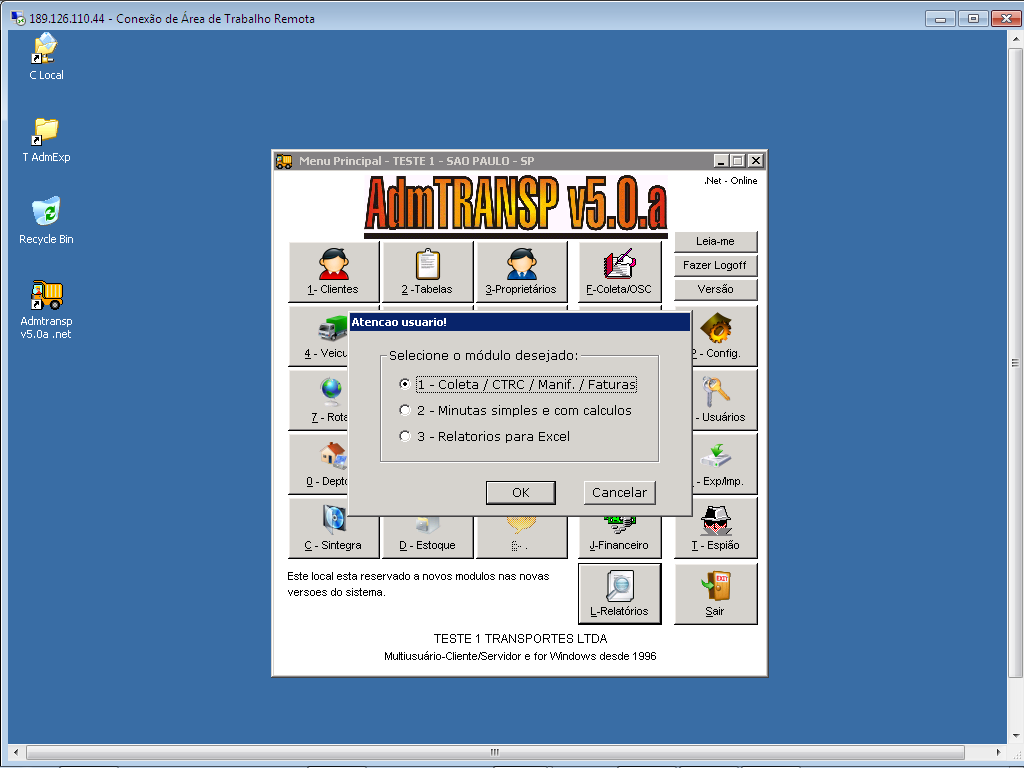 189.126.110.44 - Conexão de Área de Trabalho Remota
C Local
T AdmExp
Recycle Bin
Admtransp
v5.0a .net
Menu Principal - TESTE 1 - SAO PAULO - SP
AdmTRANSP v5.0.a
.Net - Online
Leia-me
Fazer Logoff
Versão
1- Clientes
2 -Tabelas
3-Proprietários
F-Coleta/OSC
4 - Veicu
P - Config.
7- Rota
- Usuários
0 - Depto
- Exp/Imp.
Atencao usuario!
Selecione o módulo desejado:
1 - Coleta / CTRC / Manif. / Faturas
2 - Minutas simples e com calculos
3 - Relatorios para Excel
OK
Cancelar
C - Sintegra
D - Estoque
E- .
J-Financeiro
T - Espião
Este local esta reservado a novos modulos nas novas
versoes do sistema.
L-Relatórios
Sair
TESTE 1 TRANSPORTES LTDA
Multiusuário-Cliente/Servidor e for Windows desde 1996